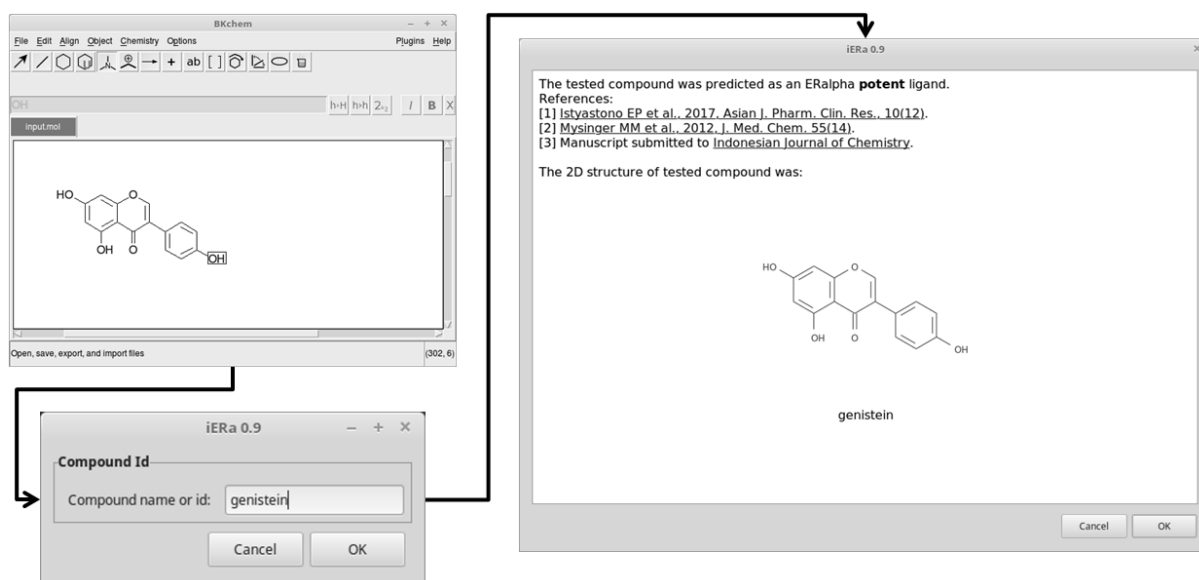 BKchem
File Edit Align Object Chemistry Options Plugins Help
ab [ ]
OH
h›H h›h 2ₓ₂ I B X
input.mol
HO
O
OH
O
OH
Open, save, export, and import files (302, 6)
iERa 0.9
Compound Id
Compound name or id: genistein
Cancel OK
iERa 0.9
The tested compound was predicted as an ERalpha potent ligand.
References:
[1] Istyastono EP et al., 2017, Asian J. Pharm. Clin. Res., 10(12).
[2] Mysinger MM et al., 2012, J. Med. Chem. 55(14).
[3] Manuscript submitted to Indonesian Journal of Chemistry.
The 2D structure of tested compound was:
HO
O
OH
O
OH
genistein
Cancel OK